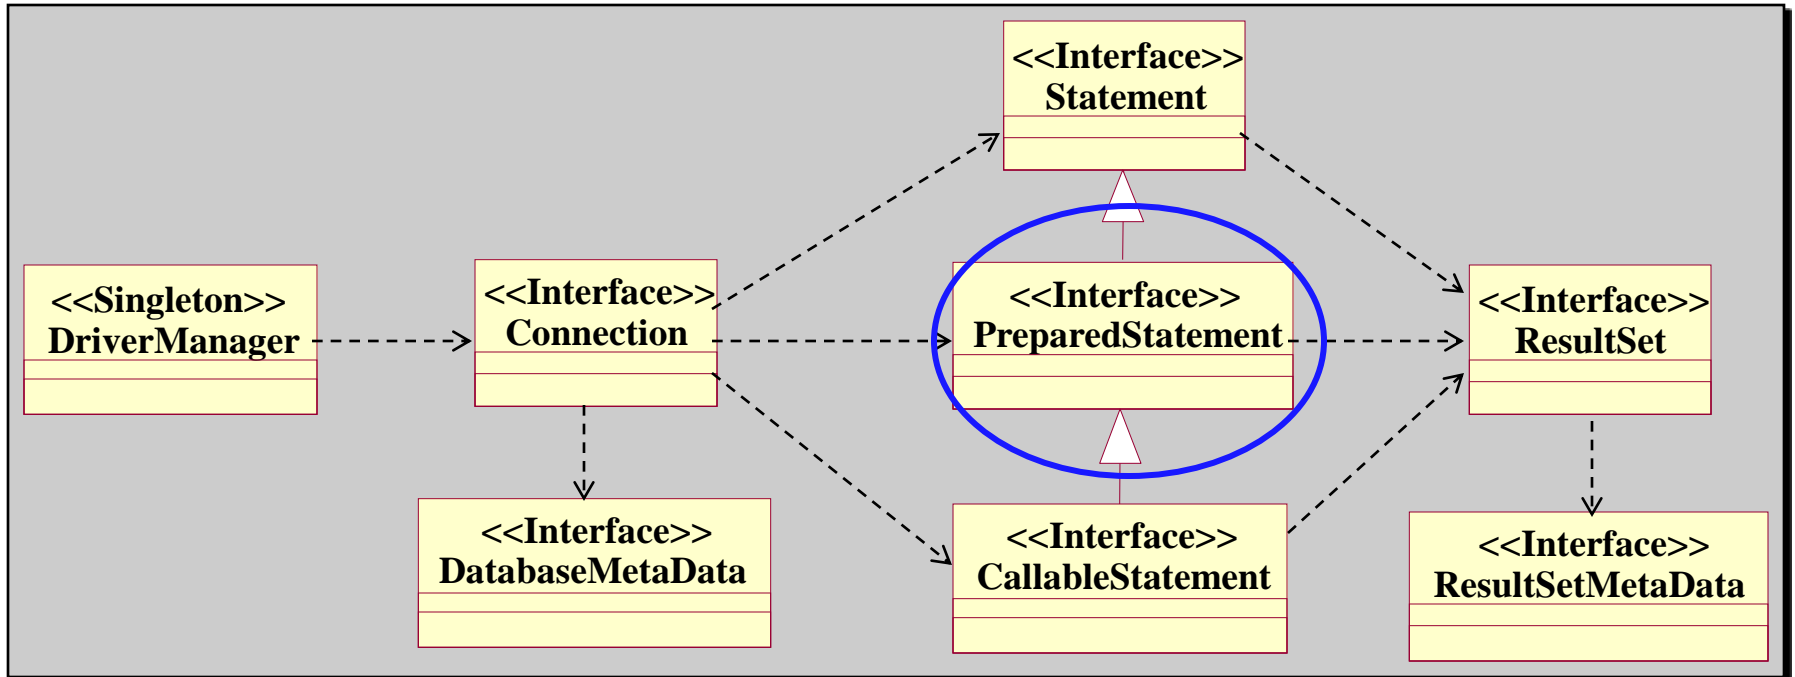 <<Interface>>
Statement
<<Singleton>>
DriverManager
<<Interface>>
Connection
<<Interface>>
PreparedStatement
<<Interface>>
ResultSet
<<Interface>>
DatabaseMetaData
<<Interface>>
CallableStatement
<<Interface>>
ResultSetMetaData